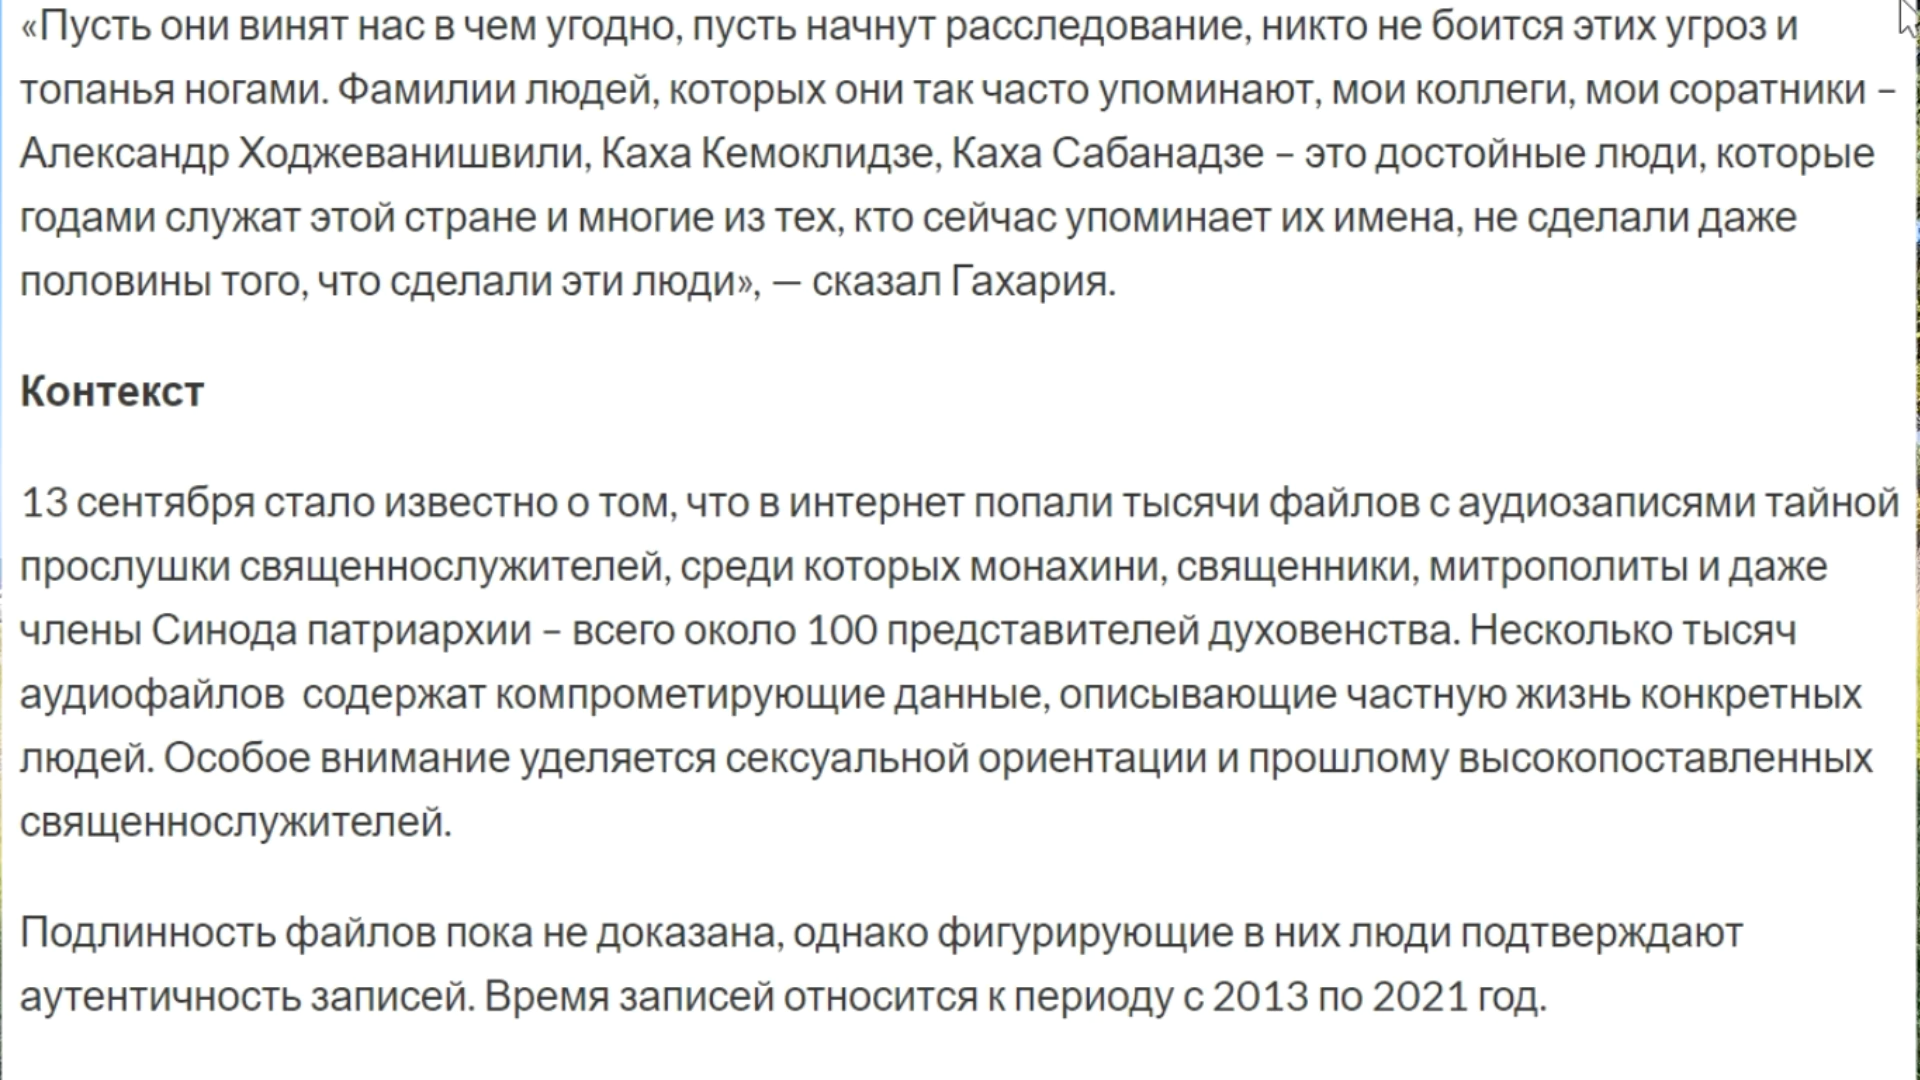 «Пусть они винят нас в чем угодно, пусть начнут расследование, никто не боится этих угроз и
топанья ногами. Фамилии людей, которых они так часто упоминают, мои коллеги, мои соратники –
Александр Ходжеванишвили, Каха Кемоклидзе, Каха Сабанадзе – это достойные люди, которые
годами служат этой стране и многие из тех, кто сейчас упоминает их имена, не сделали даже
половины того, что сделали эти люди», — сказал Гахария.
Контекст
13 сентября стало известно о том, что в интернет попали тысячи файлов с аудиозаписями тайной
прослушки священнослужителей, среди которых монахини, священники, митрополиты и даже
члены Синода патриархии – всего около 100 представителей духовенства. Несколько тысяч
аудиофайлов  содержат компрометирующие данные, описывающие частную жизнь конкретных
людей. Особое внимание уделяется сексуальной ориентации и прошлому высокопоставленных
священнослужителей.
Подлинность файлов пока не доказана, однако фигурирующие в них люди подтверждают
аутентичность записей. Время записей относится к периоду с 2013 по 2021 год.